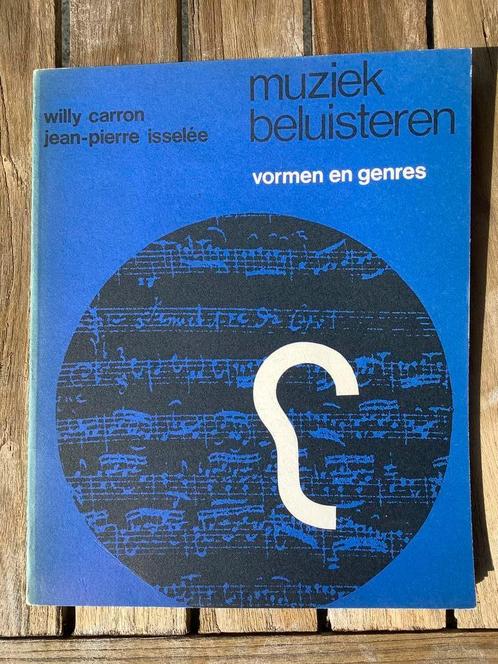 willy carron
jean-pierre isselée
muziek
beluisteren
vormen en genres